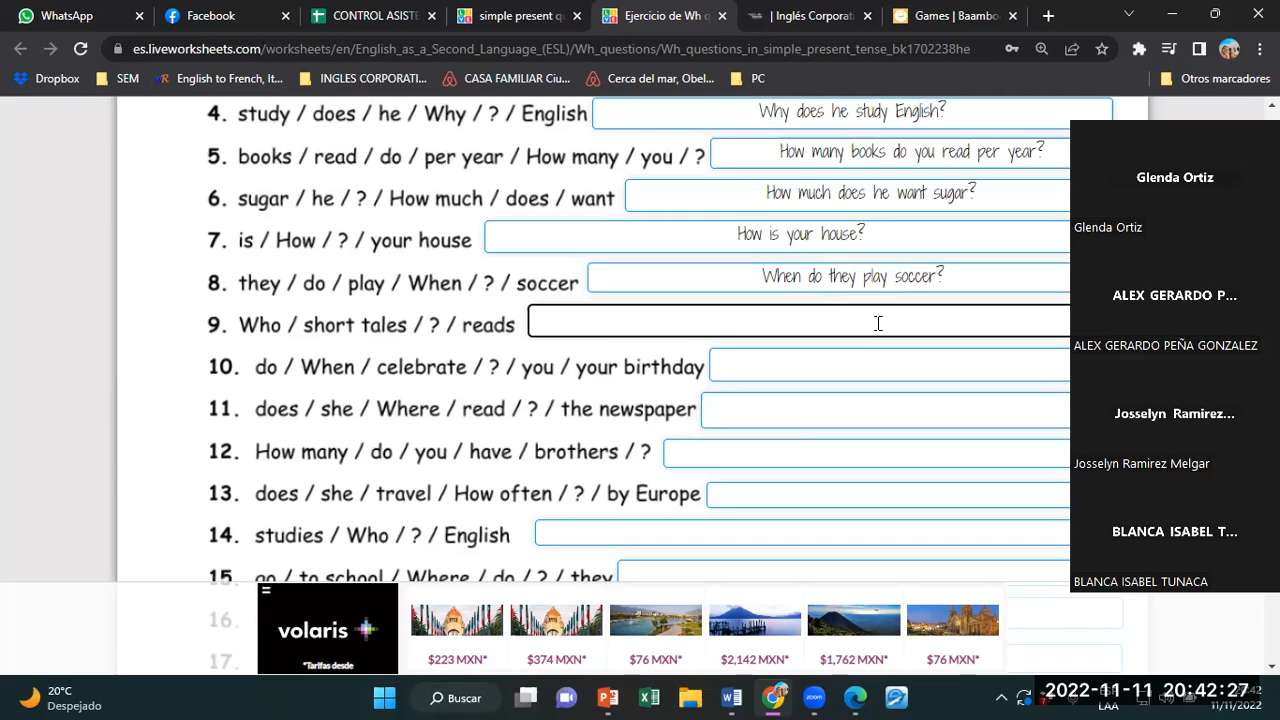 WhatsApp
Facebook
CONTROL ASISTE
simple present qu
Ejercicio de Wh q
Inglés Corporati
Games | Baambo
es.liveworksheets.com/worksheets/en/English_as_a_Second_Language_(ESL)/Wh_questions/Wh_questions_in_simple_present_tense_bk1702238he
Dropbox
SEM
English to French, It...
INGLES CORPORATI...
CASA FAMILIAR Ciu...
Cerca del mar, Obel...
PC
Otros marcadores
4. study / does / he / Why / ? / English
Why does he study English?
5. books / read / do / per year / How many / you / ?
How many books do you read per year?
6. sugar / he / ? / How much / does / want
How much does he want sugar?
7. is / How / ? / your house
How is your house?
8. they / do / play / When / ? / soccer
When do they play soccer?
9. Who / short tales / ? / reads
10. do / When / celebrate / ? / you / your birthday
11. does / she / Where / read / ? / the newspaper
12. How many / do / you / have / brothers / ?
13. does / she / travel / How often / ? / by Europe
14. studies / Who / ? / English
15. go / to school / Where / do / ? / they
16.
17.
Glenda Ortiz
Glenda Ortiz
ALEX GERARDO P...
ALEX GERARDO PEÑA GONZALEZ
Josselyn Ramirez...
Josselyn Ramirez Melgar
BLANCA ISABEL T...
BLANCA ISABEL TUNACA
volaris
*Tarifas desde
$223 MXN*
$374 MXN*
$76 MXN*
$2,142 MXN*
$1,762 MXN*
$76 MXN*
20°C
Despejado
Buscar
2022-11-11 20:42:27
LAA
11/11/2022